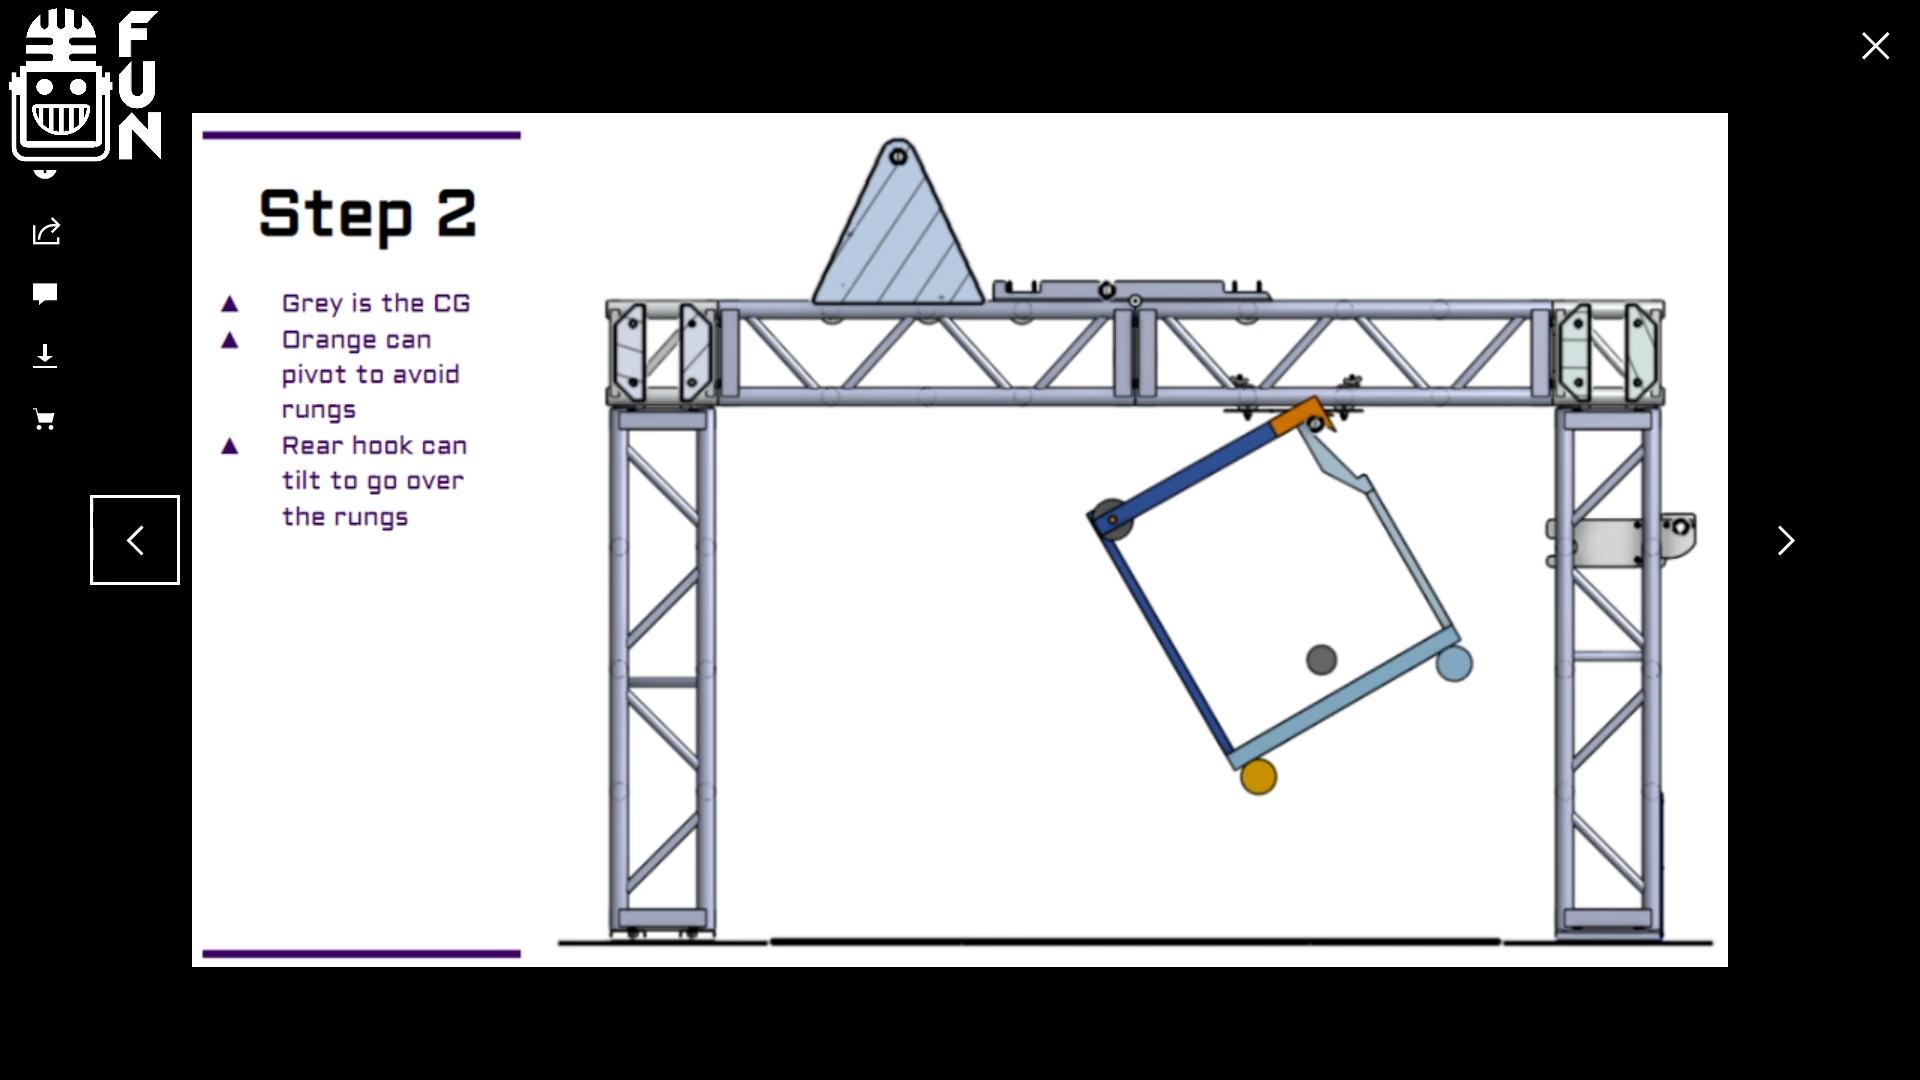 FUN
Step 2
▲ Grey is the CG
▲ Orange can
pivot to avoid
rungs
▲ Rear hook can
tilt to go over
the rungs